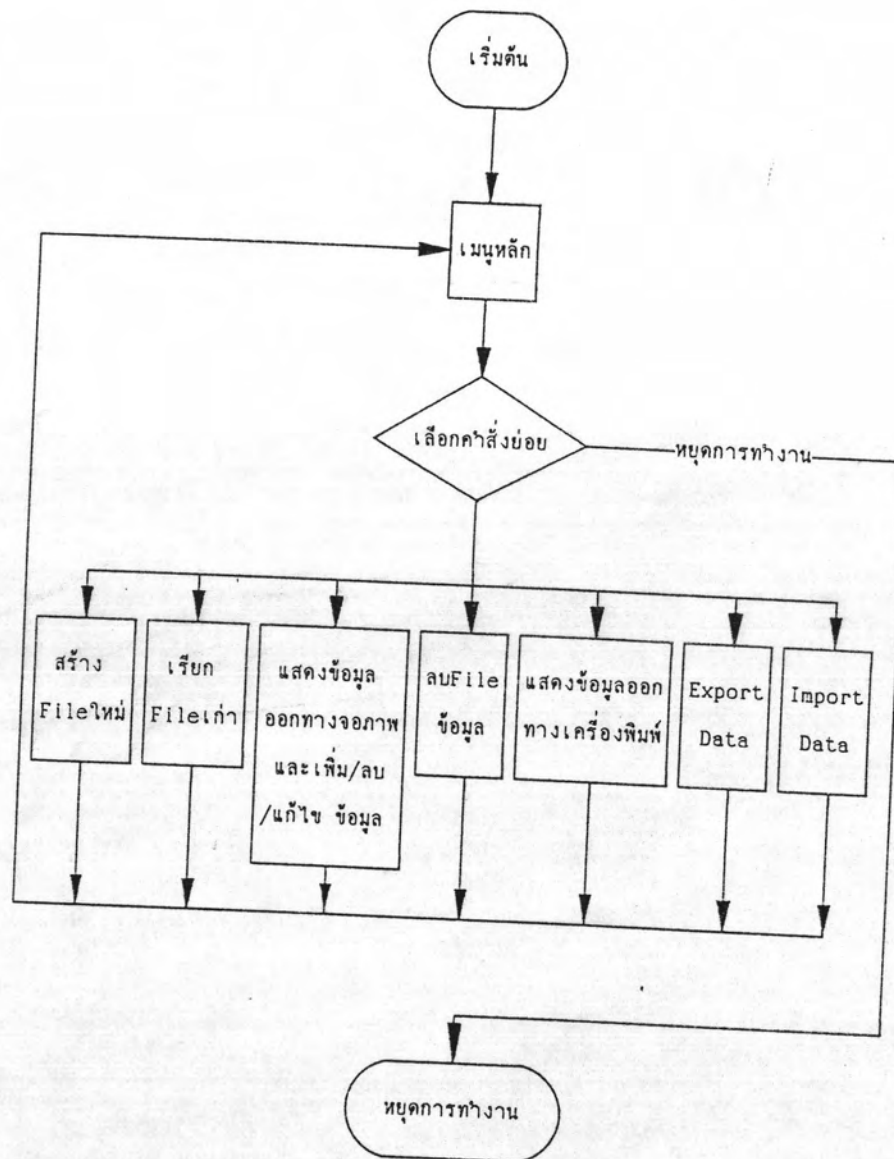 เริ่มต้น
เมนูหลัก
เลือกคำสั่งย่อย
หยุดการทำงาน
สร้าง
Fileใหม่
เรียก
Fileเก่า
แสดงข้อมูล
ออกทางจอภาพ
และเพิ่ม/ลบ
/แก้ไข ข้อมูล
ลบFile
ข้อมูล
แสดงข้อมูลออก
ทางเครื่องพิมพ์
Export
Data
Import
Data
หยุดการทำงาน